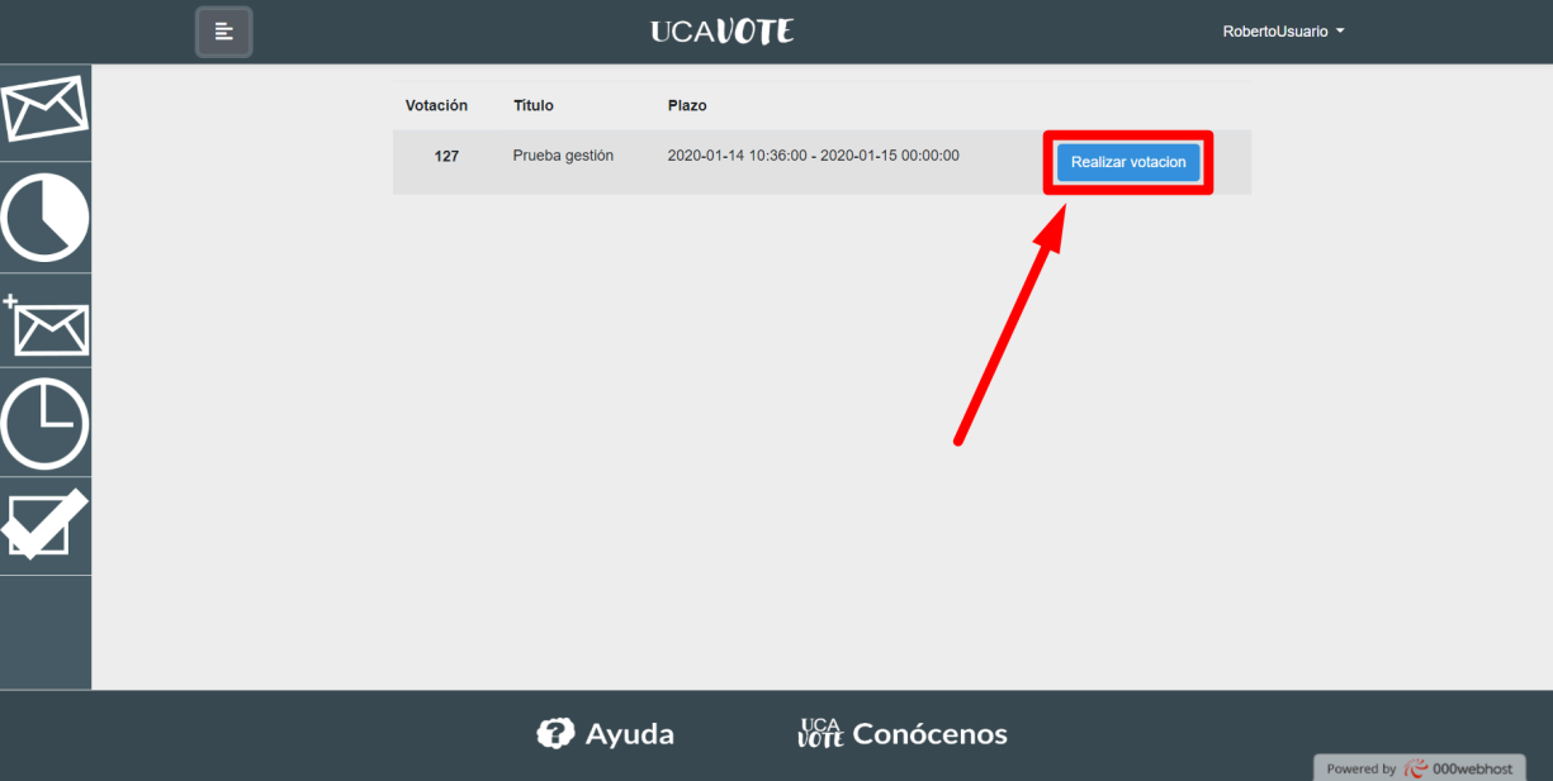 UCAVOTE
RobertoUsuario
Votación Título Plazo
127 Prueba gestión 2020-01-14 10:36:00 - 2020-01-15 00:00:00 Realizar votacion
Ayuda
UCA
VOTE
Conócenos
Powered by 000webhost